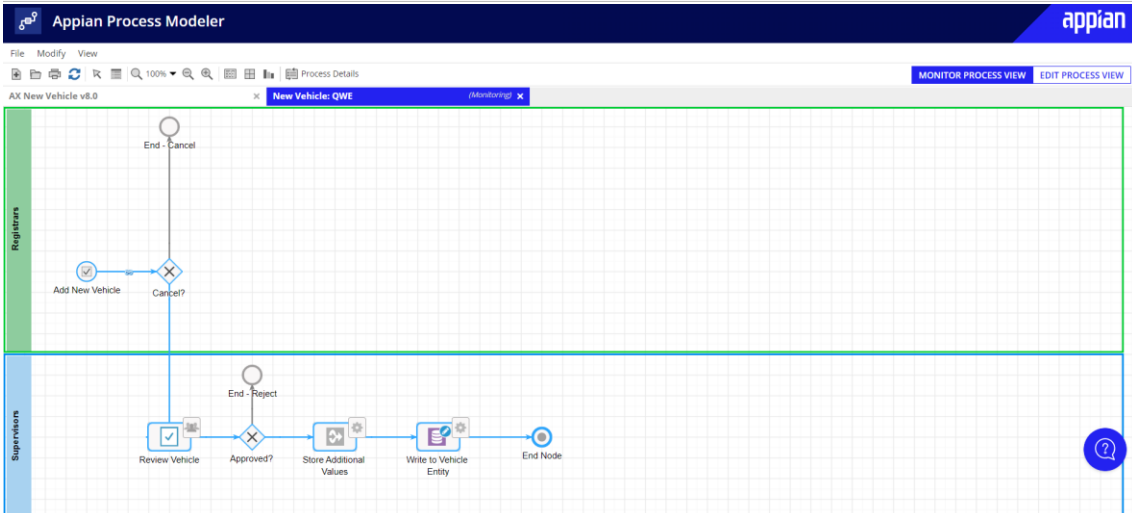 Appian Process Modeler
appian
File Modify View
100% Process Details
MONITOR PROCESS VIEW EDIT PROCESS VIEW
AX New Vehicle v8.0 × New Vehicle: QWE (Monitoring) ×
Registrars
End - Cancel
Add New Vehicle
Cancel?
Supervisors
End - Reject
Review Vehicle
Approved?
Store Additional
Values
Write to Vehicle
Entity
End Node